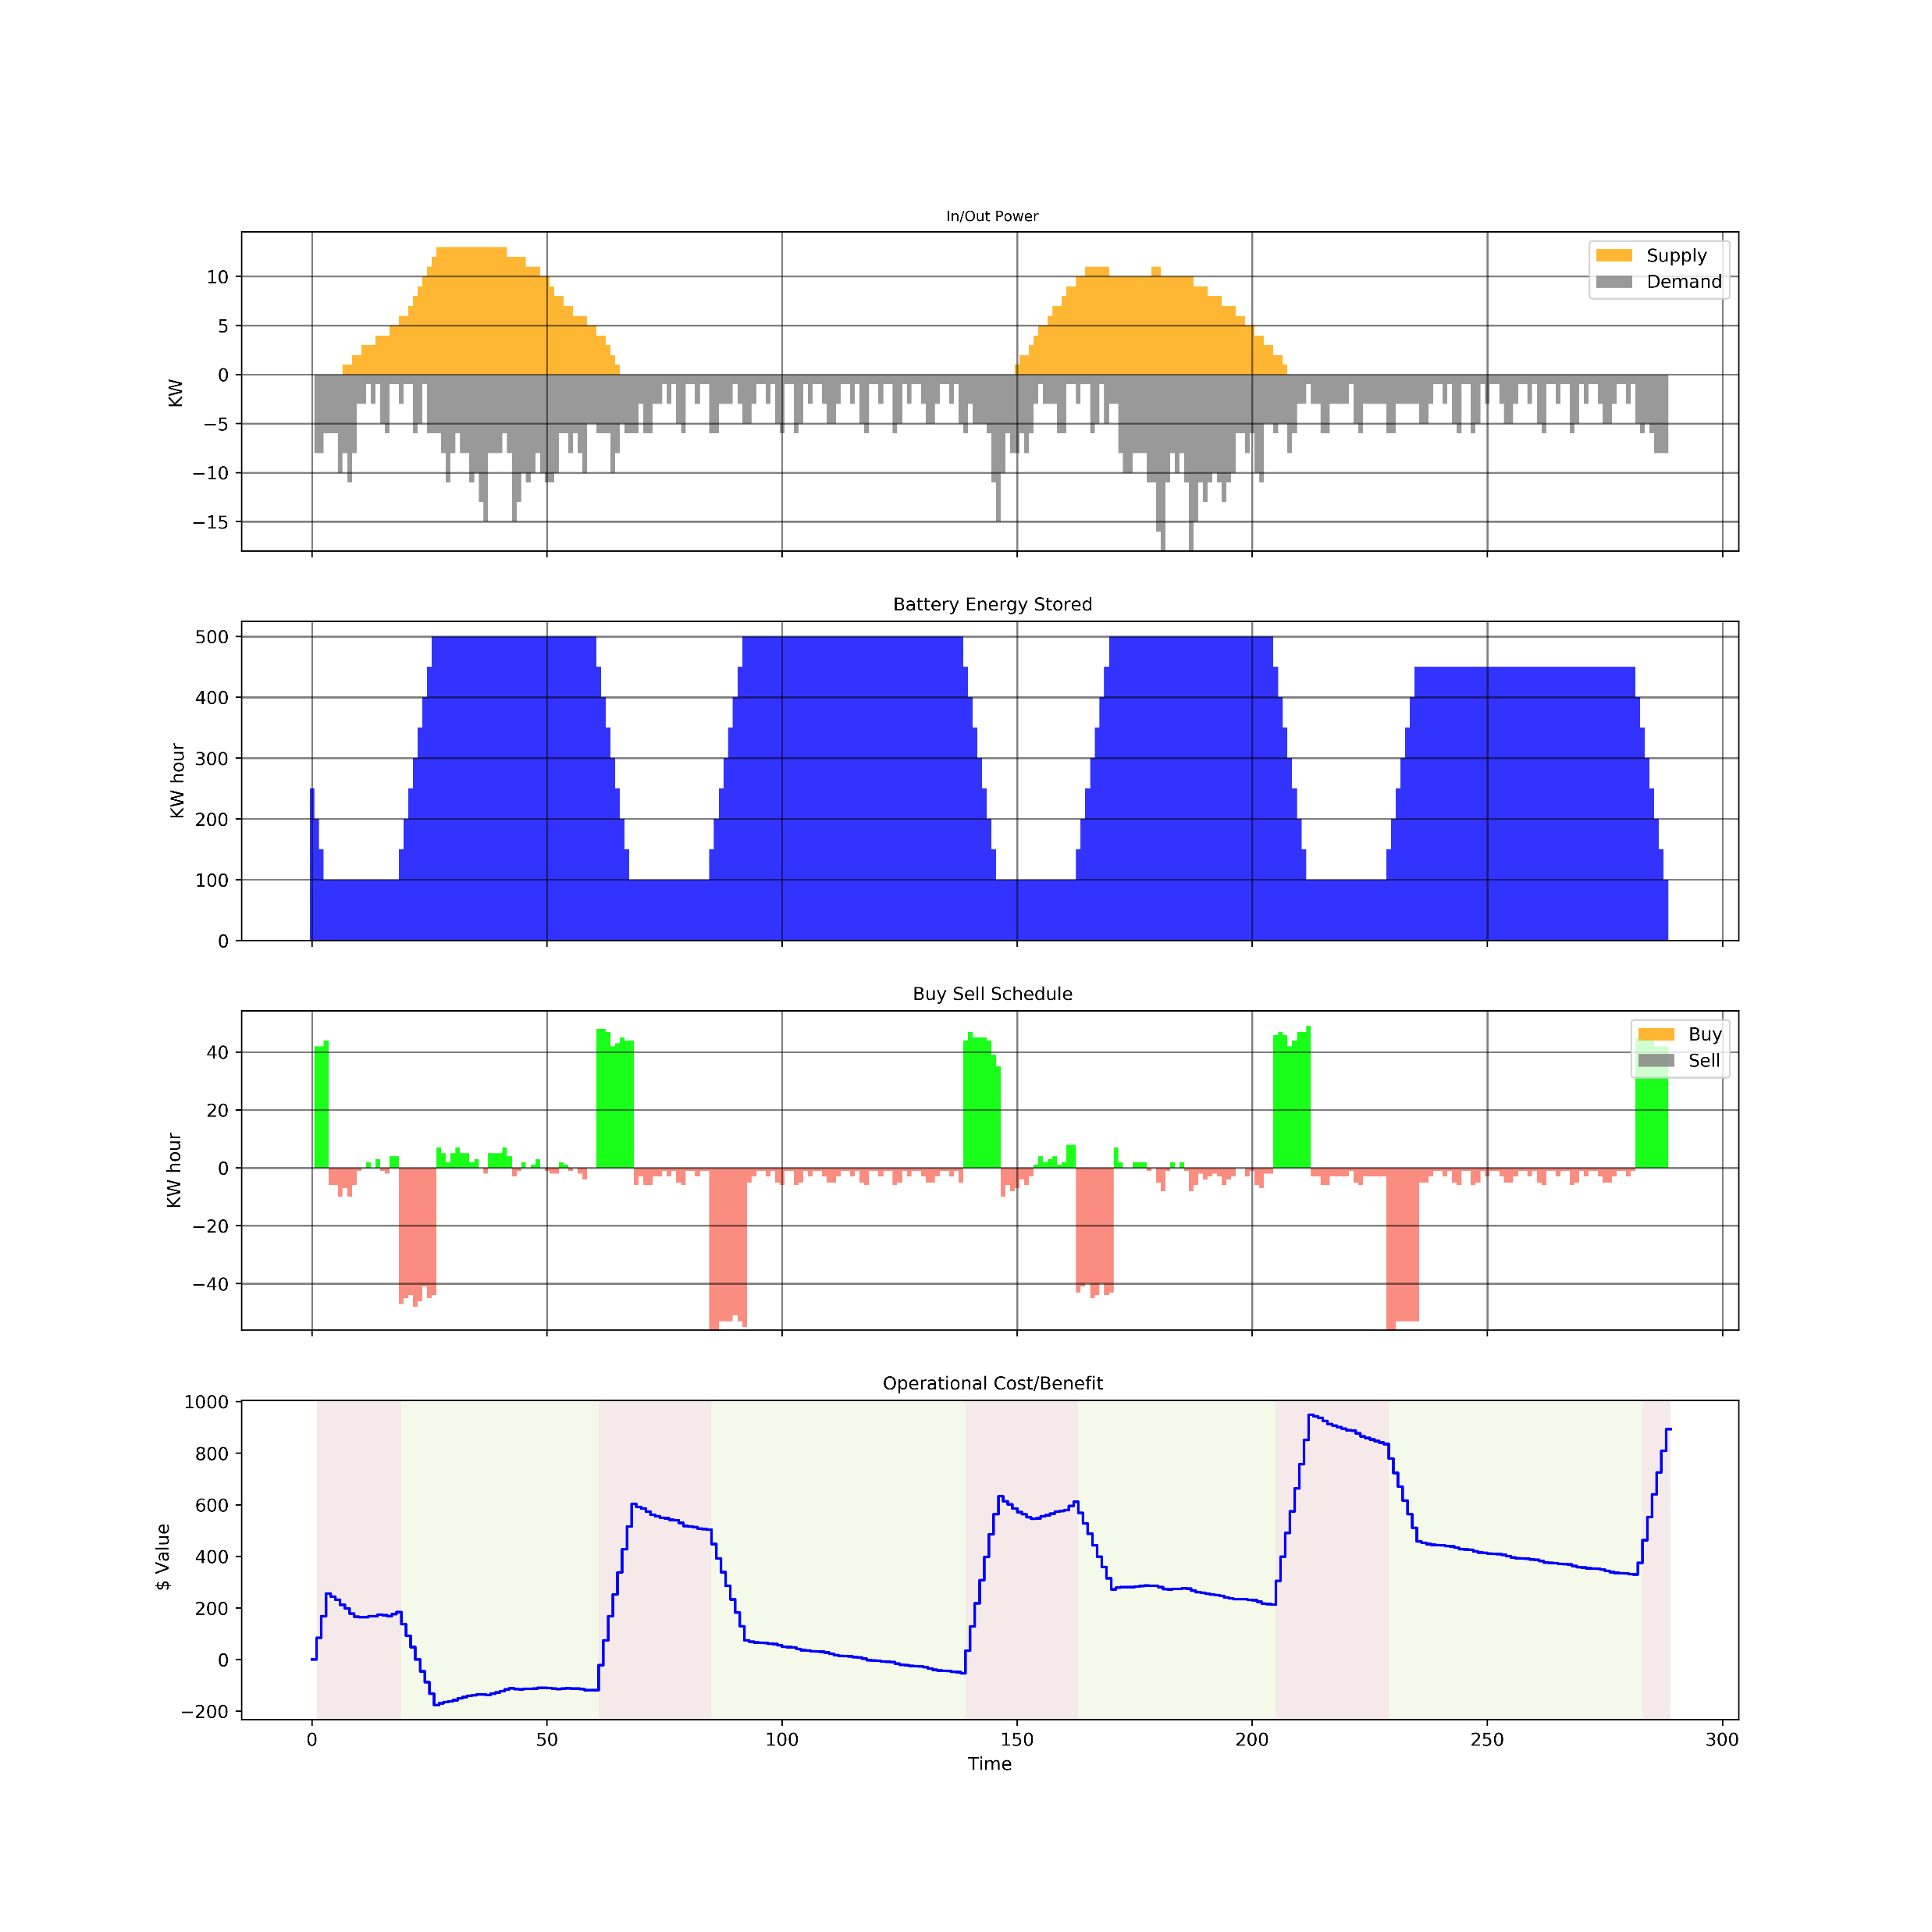 In/Out Power
10
5
0
−5
−10
−15
KW
Supply
Demand
Battery Energy Stored
500
400
300
200
100
0
KW hour
Buy Sell Schedule
40
20
0
−20
−40
KW hour
Buy
Sell
Operational Cost/Benefit
1000
800
600
400
200
0
−200
$ Value
0 50 100 150 200 250 300
Time